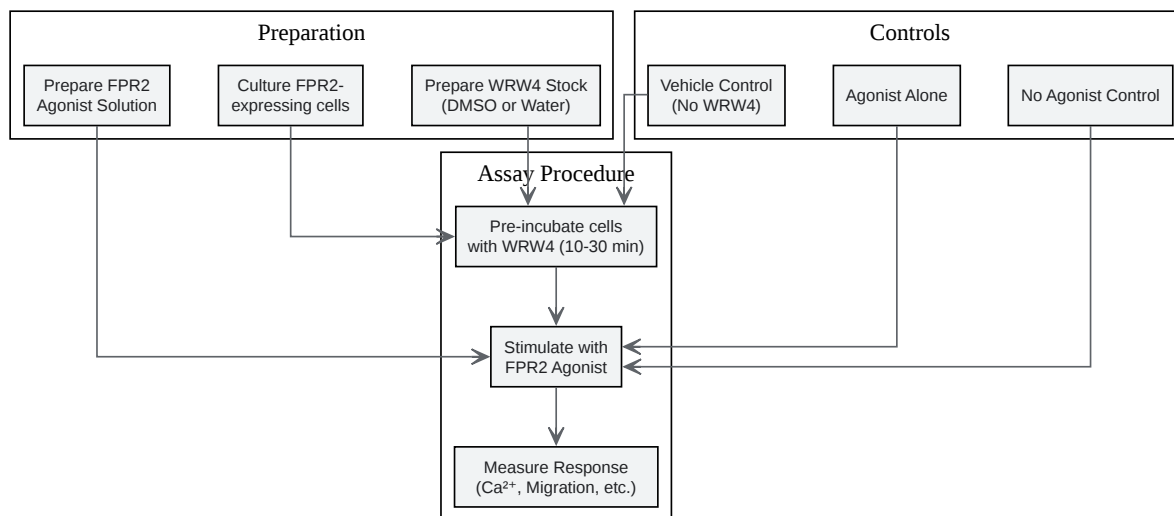 Preparation
Controls
Prepare FPR2
Agonist Solution
Culture FPR2-
expressing cells
Prepare WRW4 Stock
(DMSO or Water)
Vehicle Control
(No WRW4)
Agonist Alone
No Agonist Control
Assay Procedure
Pre-incubate cells
with WRW4 (10-30 min)
Stimulate with
FPR2 Agonist
Measure Response
(Ca²⁺, Migration, etc.)